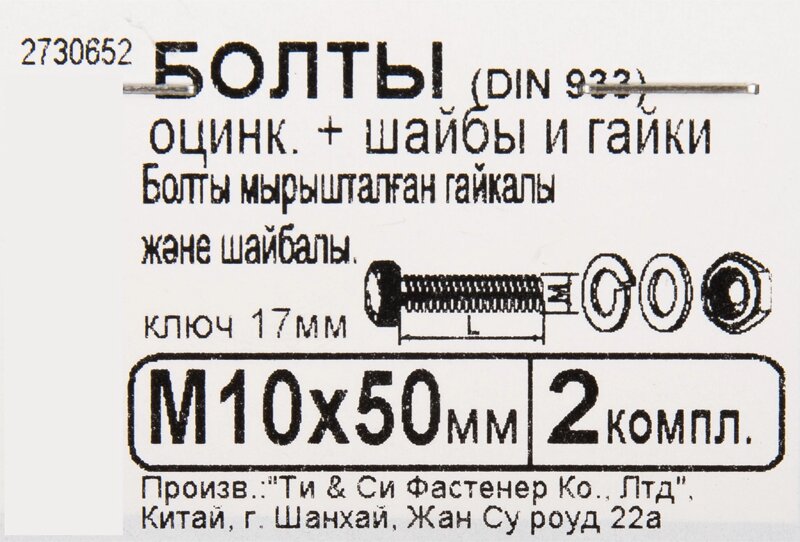 2730652
БОЛТЫ (DIN 933)
оцинк. + шайбы и гайки
Болты мырышталған гайкалы
және шайбалы.
M
L
ключ 17мм
М10х50мм 2компл.
Произв.:"Ти & Си Фастенер Ко., Лтд",
Китай, г. Шанхай, Жан Су роуд 22а